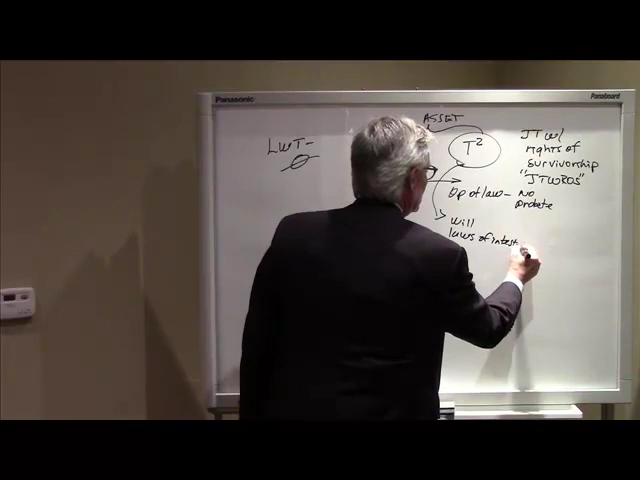 Panasonic
Panaboard
ASSET
LWT-
T²
JT w/
rights of
survivorship
"JTWROS"
Op of law - No
probate
Will
laws of intest